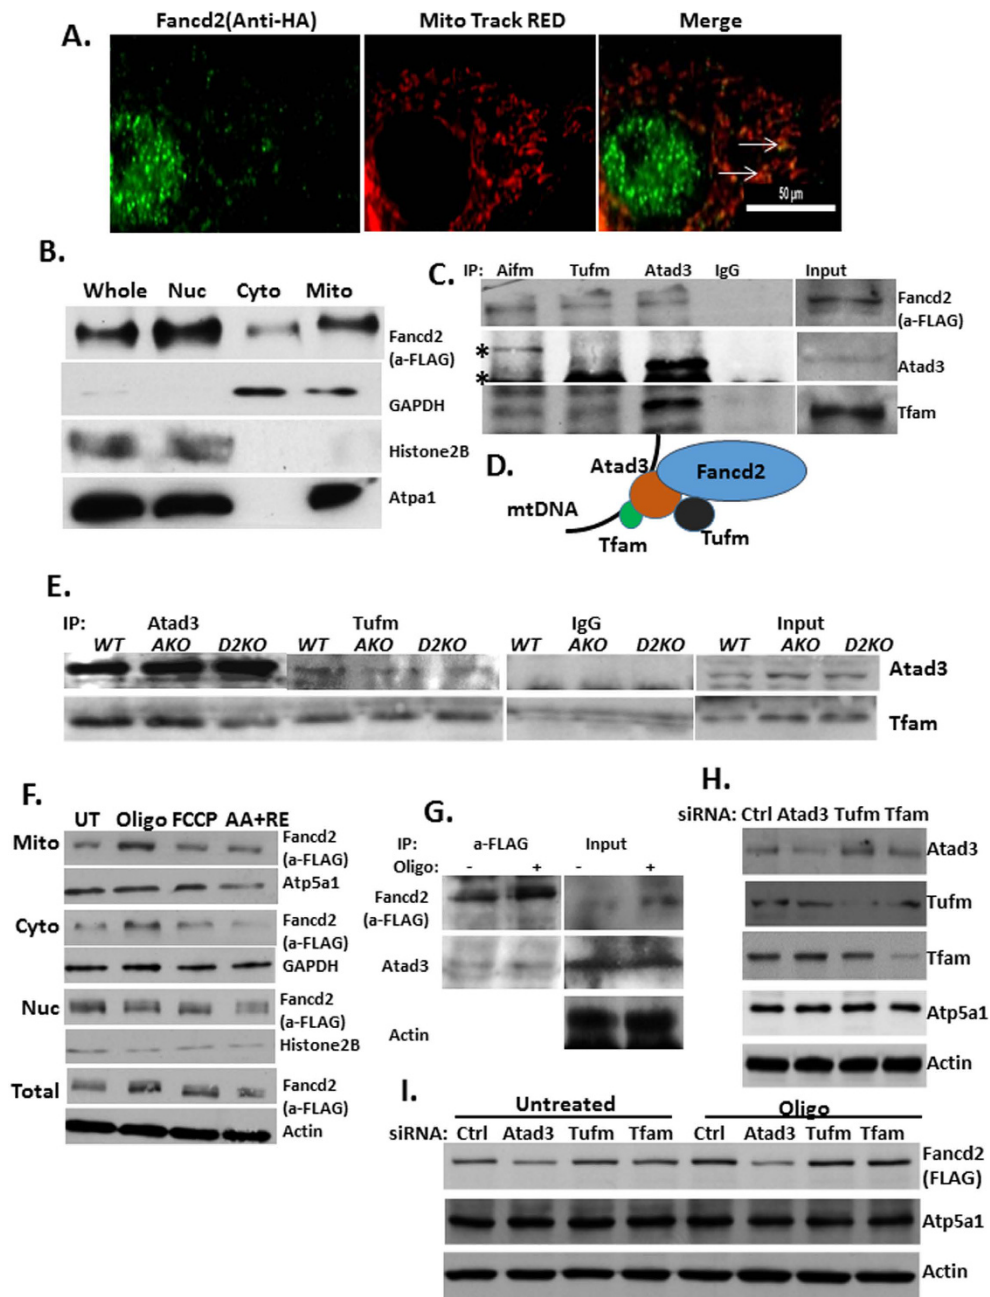 A.
Fancd2(Anti-HA) Mito Track RED Merge
50 µm
B.
Whole Nuc Cyto Mito
Fancd2
(a-FLAG)
GAPDH
Histone2B
Atpa1
C.
IP: Aifm Tufm Atad3 IgG Input
Fancd2
(a-FLAG)
*
Atad3
*
Tfam
D.
Atad3 Fancd2
mtDNA
Tfam Tufm
E.
IP: Atad3 Tufm IgG Input
WT AKO D2KO WT AKO D2KO WT AKO D2KO WT AKO D2KO
Atad3
Tfam
F.
UT Oligo FCCP AA+RE
Mito Fancd2
(a-FLAG)
Atp5a1
Cyto Fancd2
(a-FLAG)
GAPDH
Nuc Fancd2
(a-FLAG)
Histone2B
Total Fancd2
(a-FLAG)
Actin
G.
IP: a-FLAG Input
Oligo: - + - +
Fancd2
(a-FLAG)
Atad3
Actin
H.
siRNA: Ctrl Atad3 Tufm Tfam
Atad3
Tufm
Tfam
Atp5a1
Actin
I.
Untreated Oligo
siRNA: Ctrl Atad3 Tufm Tfam Ctrl Atad3 Tufm Tfam
Fancd2
(FLAG)
Atp5a1
Actin